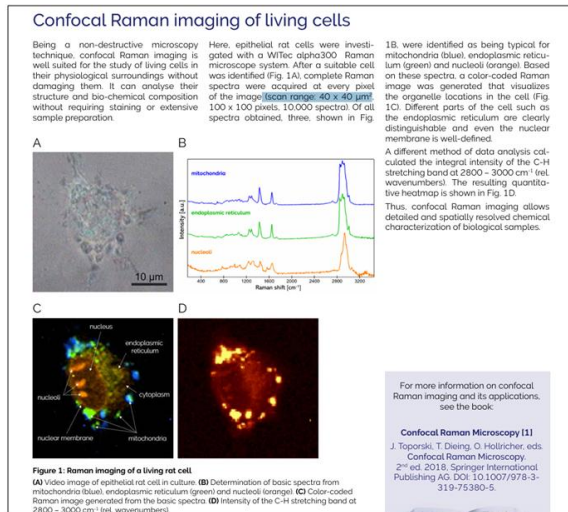 Confocal Raman imaging of living cells
Being a non-destructive microscopy
technique, confocal Raman imaging is
well suited for the study of living cells in
their physiological surroundings without
damaging them. It can analyse their
structure and bio-chemical composition
without requiring staining or extensive
sample preparation.
Here, epithelial rat cells were investi-
gated with a WITec alpha300 Raman
microscope system. After a suitable cell
was identified (Fig. 1A), complete Raman
spectra were acquired at every pixel
of the image (scan range: 40 x 40 µm²,
100 x 100 pixels, 10,000 spectra). Of all
spectra obtained, three, shown in Fig.
1B, were identified as being typical for
mitochondria (blue), endoplasmic reticu-
lum (green) and nucleoli (orange). Based
on these spectra, a color-coded Raman
image was generated that visualizes
the organelle locations in the cell (Fig.
1C). Different parts of the cell such as
the endoplasmic reticulum are clearly
distinguishable and even the nuclear
membrane is well-defined.
A different method of data analysis cal-
culated the integral intensity of the C-H
stretching band at 2800 – 3000 cm⁻¹ (rel.
wavenumbers). The resulting quantita-
tive heatmap is shown in Fig. 1D.
Thus, confocal Raman imaging allows
detailed and spatially resolved chemical
characterization of biological samples.
A
10 µm
B
mitochondria
endoplasmic reticulum
nucleoli
Intensity [a.u.]
400 800 1200 1600 2000 2400 2800 3200
Raman shift [cm⁻¹]
C
nucleus
endoplasmic
reticulum
nucleoli
cytoplasm
nuclear membrane
mitochondria
D
Figure 1: Raman imaging of a living rat cell
(A) Video image of epithelial rat cell in culture. (B) Determination of basic spectra from
mitochondria (blue), endoplasmic reticulum (green) and nucleoli (orange). (C) Color-coded
Raman image generated from the basic spectra. (D) Intensity of the C-H stretching band at
2800 – 3000 cm⁻¹ (rel. wavenumbers).
For more information on confocal
Raman imaging and its applications,
see the book:
Confocal Raman Microscopy [1]
J. Toporski, T. Dieing, O. Hollricher, eds.
Confocal Raman Microscopy.
2nd ed. 2018, Springer International
Publishing AG. DOI: 10.1007/978-3-
319-75380-5.